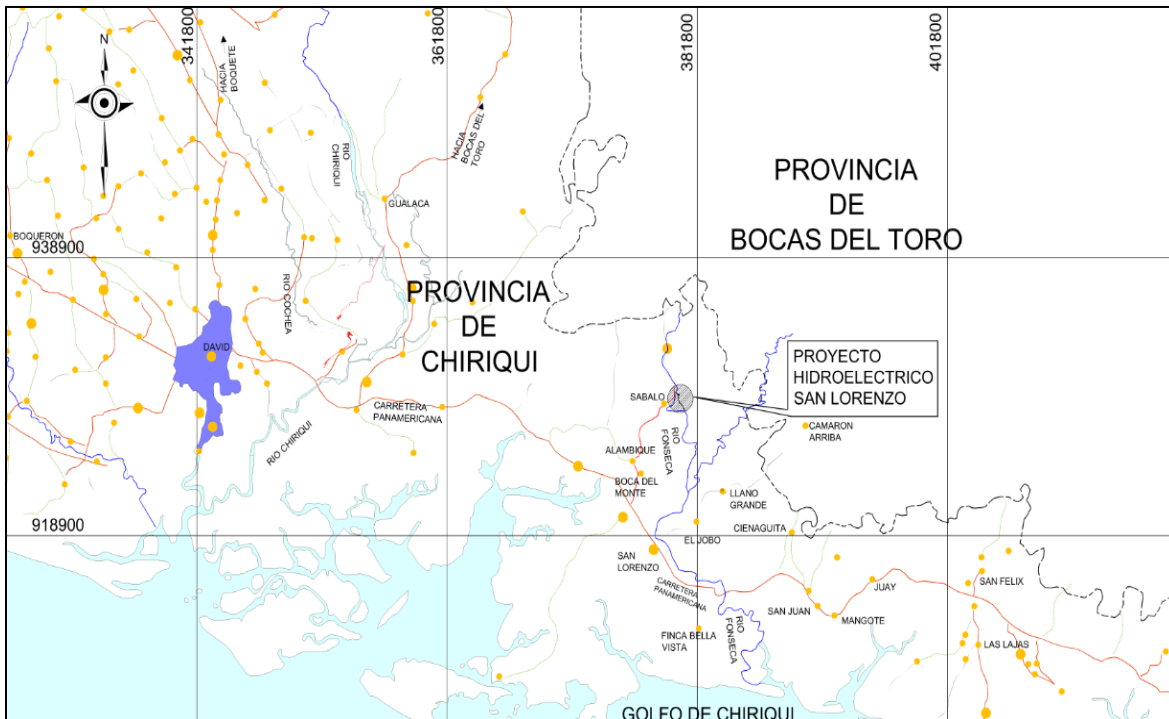 341800
361800
381800
401800
N
HACIA
BOQUETE
RIO
CHIRIQUI
HACIA
BOCAS DEL
TORO
PROVINCIA
DE
BOCAS DEL TORO
GUALACA
BOQUERON
938900
RIO COCHEA
PROVINCIA
DE
CHIRIQUI
DAVID
PROYECTO
HIDROELECTRICO
SAN LORENZO
SABALO
CARRETERA
PANAMERICANA
RIO CHIRIQUI
RIO
FONSECA
CAMARON
ARRIBA
ALAMBIQUE
BOCA DEL
MONTE
LLANO
GRANDE
918900
CIENAGUITA
EL JOBO
SAN
LORENZO
CARRETERA
PANAMERICANA
JUAY
SAN FELIX
SAN JUAN
MANGOTE
FINCA BELLA
VISTA
RIO
FONSECA
LAS LAJAS
GOLFO DE CHIRIQUI